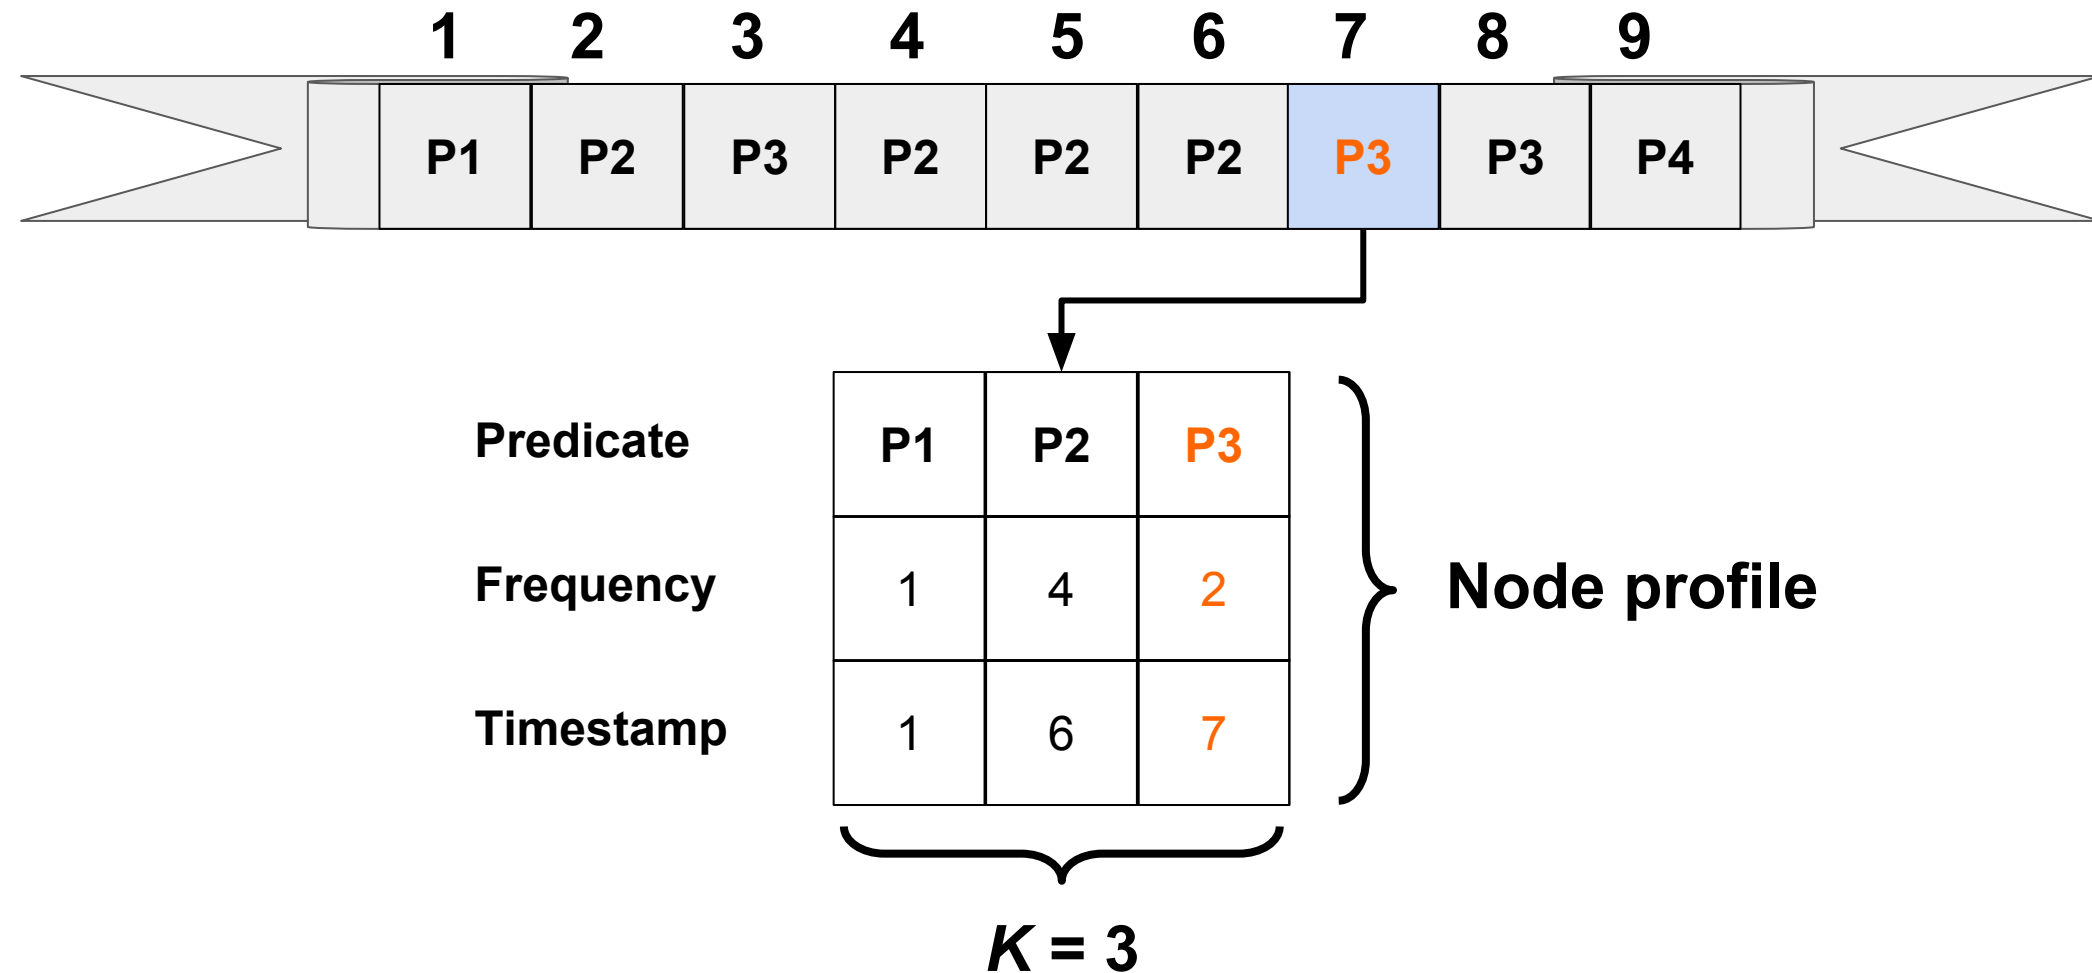 1 2 3 4 5 6 7 8 9
P1 P2 P3 P2 P2 P2 P3 P3 P4
Predicate P1 P2 P3
Frequency 1 4 2
Node profile
Timestamp 1 6 7
K = 3